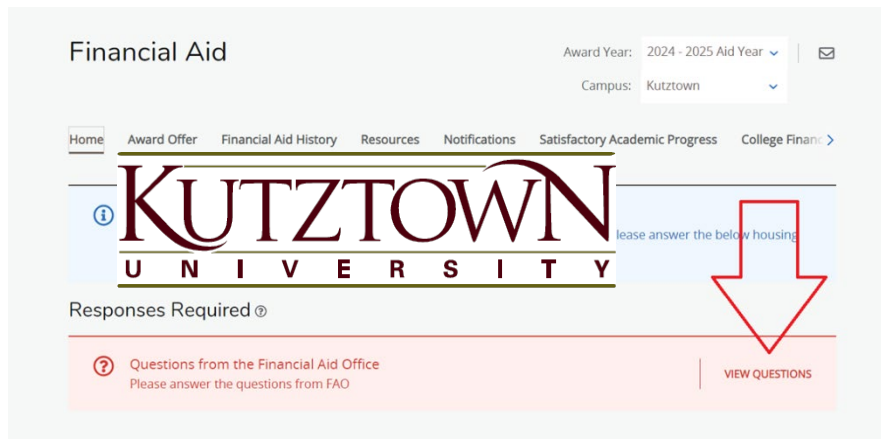 Financial Aid
Award Year: 2024 - 2025 Aid Year
Campus: Kutztown
Home Award Offer Financial Aid History Resources Notifications Satisfactory Academic Progress College Financ
KUTZTOWN
UNIVERSITY
lease answer the below housing
Responses Required
Questions from the Financial Aid Office
Please answer the questions from FAO
VIEW QUESTIONS